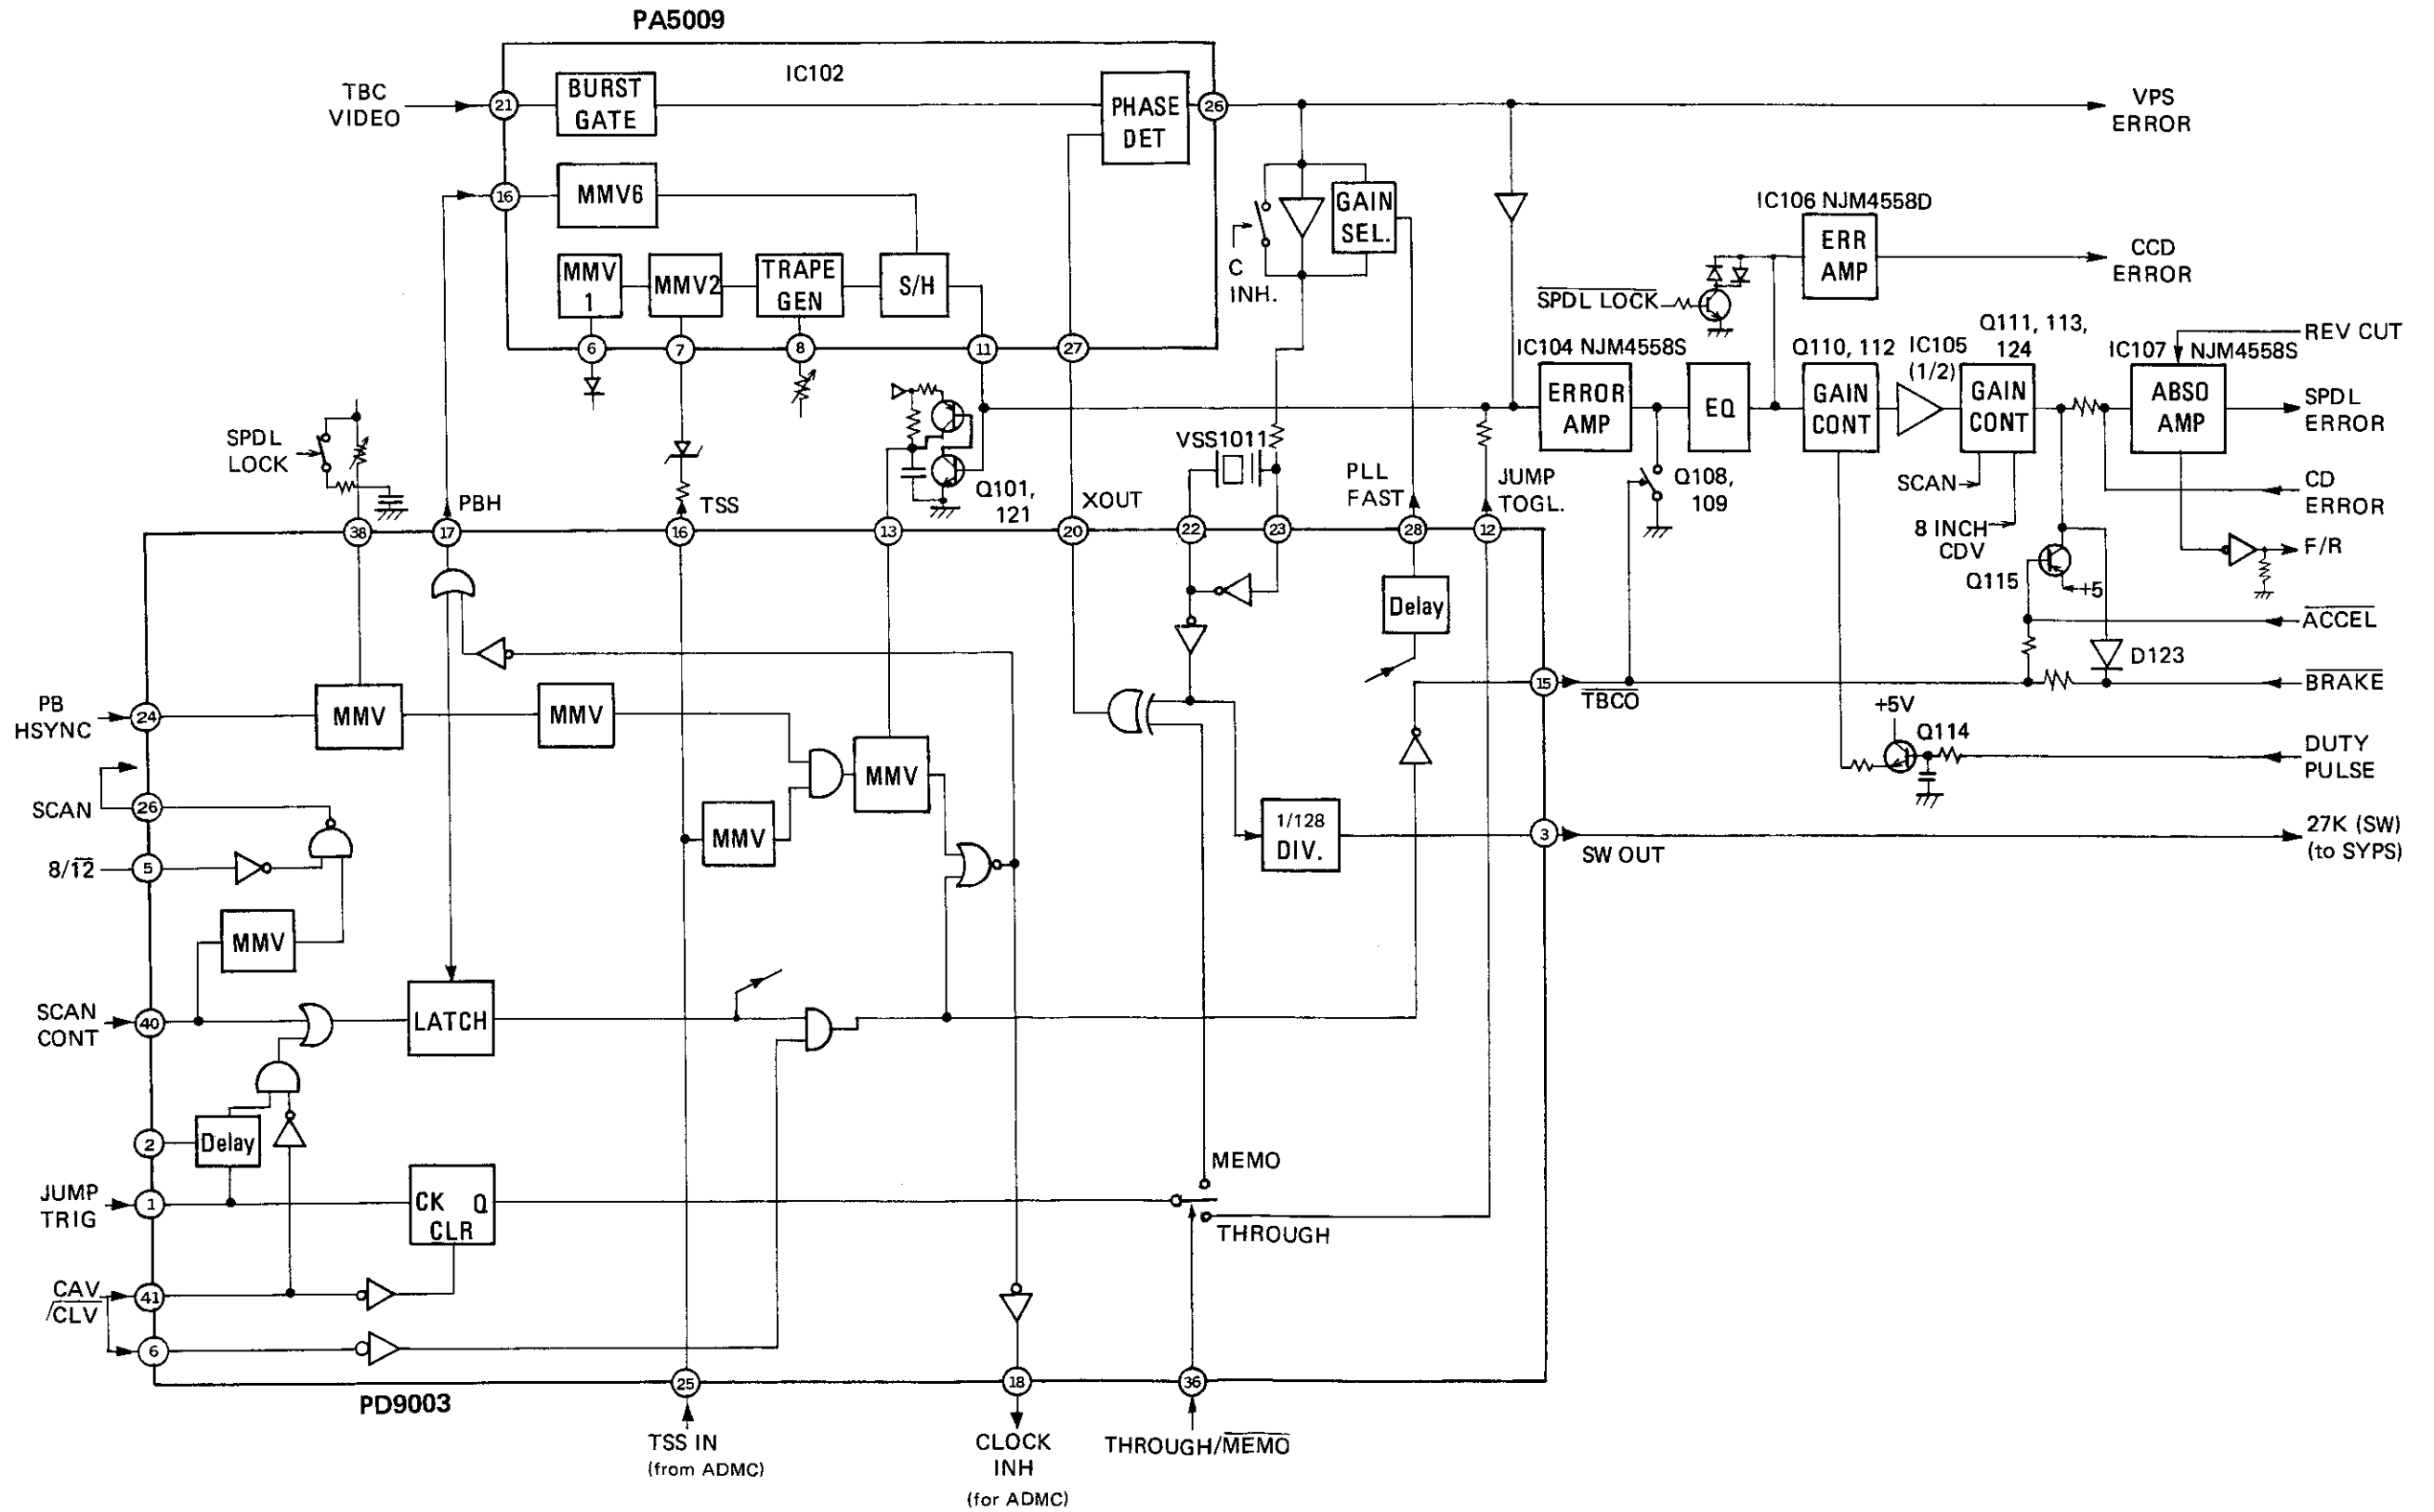 PA5009
IC102
TBC
VIDEO
21
BURST
GATE
PHASE
DET
26
VPS
ERROR
16
MMV6
MMV
1
MMV2
TRAPE
GEN
S/H
6
7
8
11
27
C
INH.
GAIN
SEL.
IC106 NJM4558D
ERR
AMP
CCD
ERROR
SPDL LOCK
IC104 NJM4558S
ERROR
AMP
EQ
Q110, 112
GAIN
CONT
IC105
(1/2)
Q111, 113,
124
GAIN
CONT
IC107 NJM4558S
ABSO
AMP
REV CUT
SPDL
ERROR
CD
ERROR
F/R
SCAN
8 INCH
CDV
Q115
+5
ACCEL
D123
BRAKE
+5V
Q114
DUTY
PULSE
27K (SW)
(to SYPS)
Q108,
109
SPDL
LOCK
PBH
TSS
Q101,
121
XOUT
VSS1011
PLL
FAST
JUMP
TOGL.
38
17
16
13
20
22
23
28
12
Delay
15
TBCO
PB
HSYNC
24
MMV
MMV
MMV
MMV
1/128
DIV.
3
SW OUT
SCAN
26
8/12
5
MMV
SCAN
CONT
40
LATCH
2
Delay
JUMP
TRIG
1
CK Q
CLR
MEMO
THROUGH
CAV
/CLV
41
6
25
18
36
PD9003
TSS IN
(from ADMC)
CLOCK
INH
(for ADMC)
THROUGH/MEMO